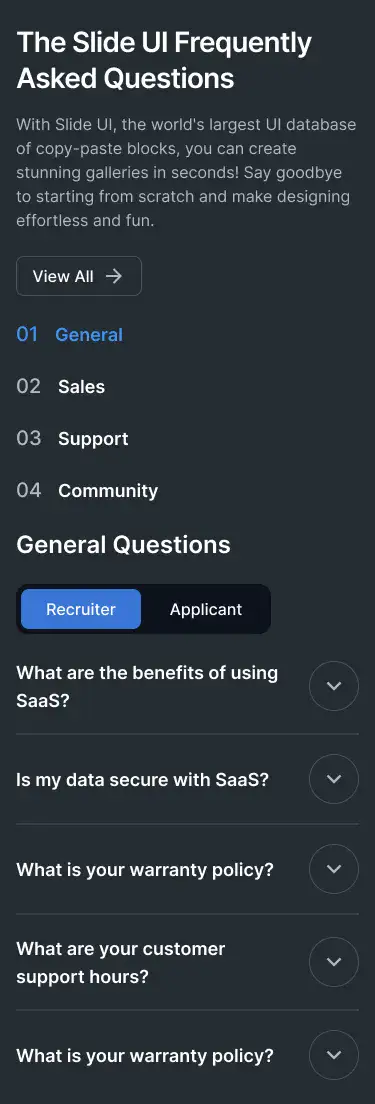 The Slide UI Frequently
Asked Questions
With Slide UI, the world's largest UI database
of copy-paste blocks, you can create
stunning galleries in seconds! Say goodbye
to starting from scratch and make designing
effortless and fun.
View All
01 General
02 Sales
03 Support
04 Community
General Questions
Recruiter Applicant
What are the benefits of using
SaaS?
Is my data secure with SaaS?
What is your warranty policy?
What are your customer
support hours?
What is your warranty policy?